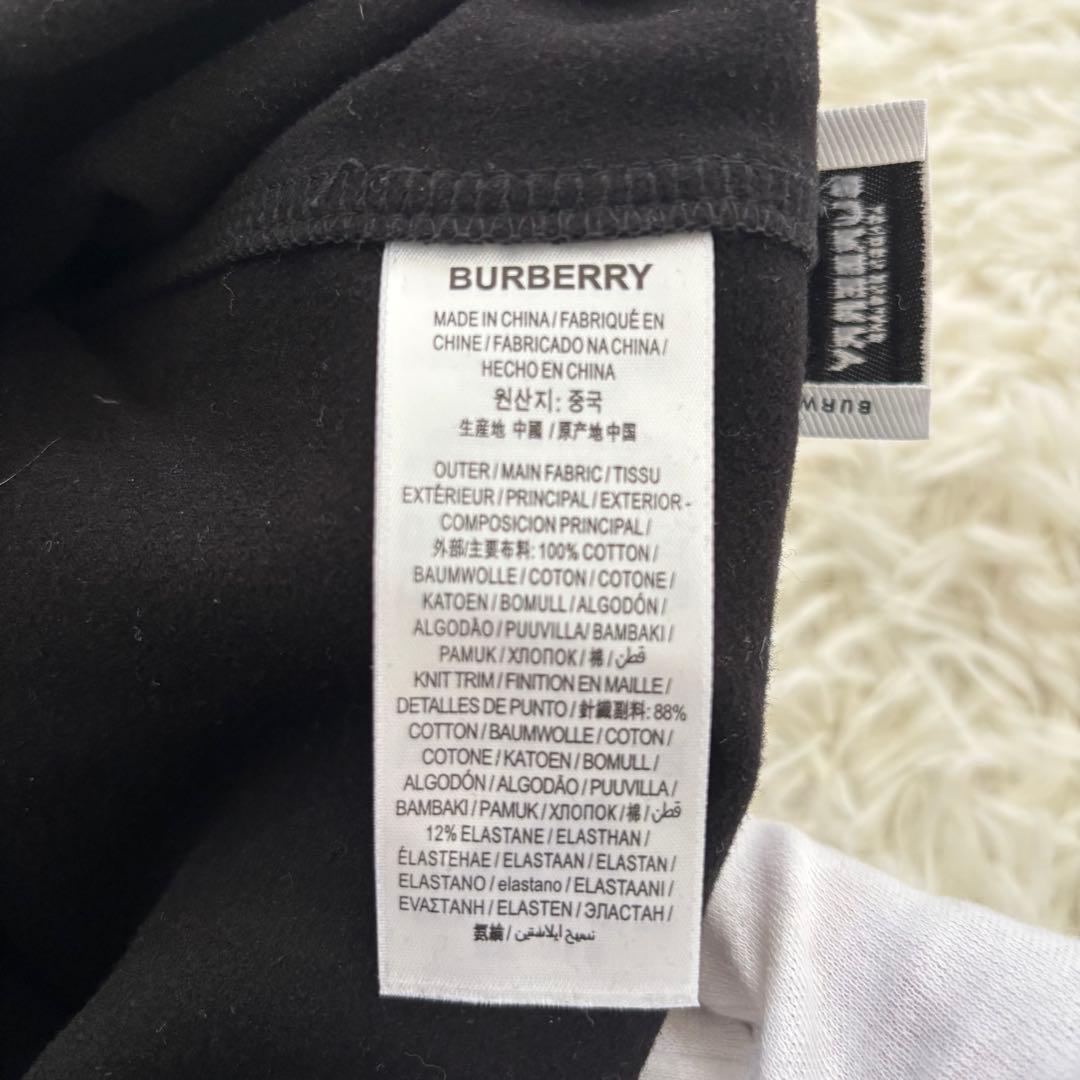 BURBERRY
MADE IN CHINA / FABRIQUÉ EN
CHINE / FABRICADO NA CHINA /
HECHO EN CHINA
원산지: 중국
生産地 中國 / 原产地 中国
OUTER / MAIN FABRIC / TISSU
EXTÉRIEUR / PRINCIPAL / EXTERIOR -
COMPOSICION PRINCIPAL /
外部/主要布料: 100% COTTON /
BAUMWOLLE / COTON / COTONE /
KATOEN / BOMULL / ALGODÓN /
ALGODÃO / PUUVILLA/ BAMBAKI /
PAMUK / ХЛОПОК / 棉 / قطن
KNIT TRIM / FINITION EN MAILLE /
DETALLES DE PUNTO / 針織副料: 88%
COTTON / BAUMWOLLE / COTON /
COTONE / KATOEN / BOMULL /
ALGODÓN / ALGODÃO / PUUVILLA /
BAMBAKI / PAMUK / ХЛОПОК / 棉 / قطن
12% ELASTANE / ELASTHAN /
ÉLASTEHAE / ELASTAAN / ELASTAN /
ELASTANO / elastano / ELASTAANI /
ΕVAΣTANH / ELASTEN / ЭЛАСТАН /
氨綸 /
BURW